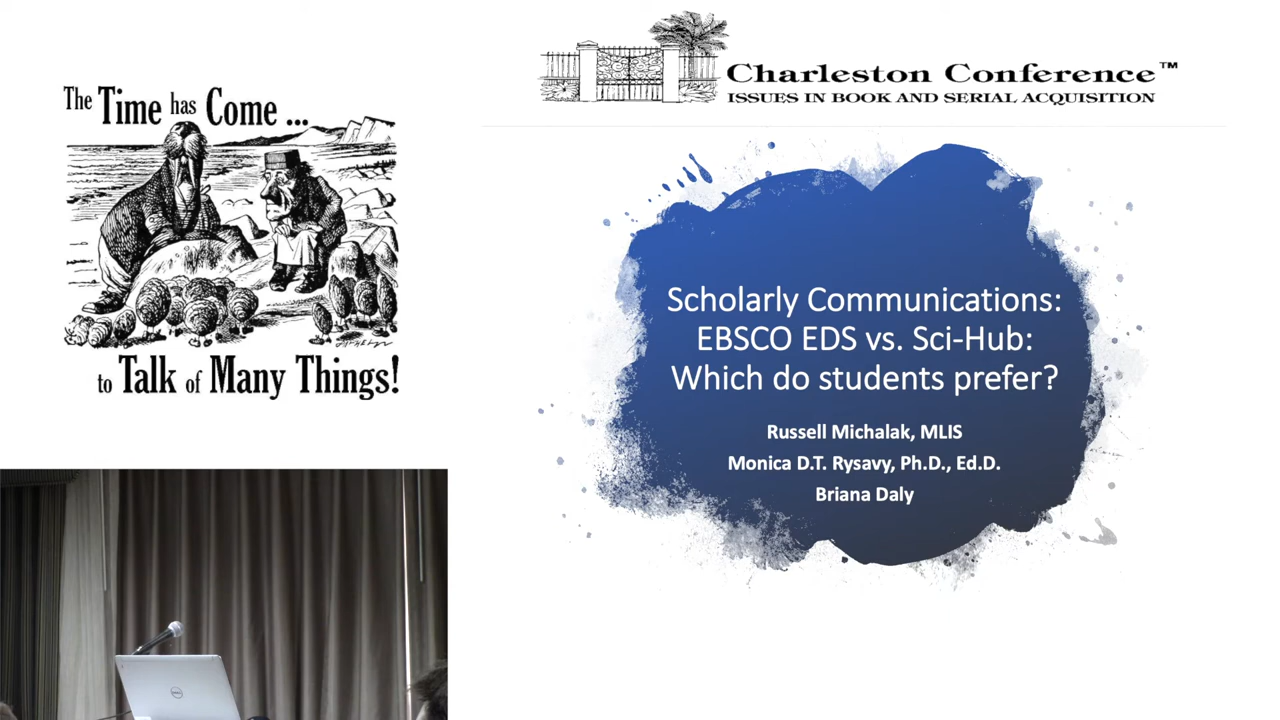 The Time has Come ...
to Talk of Many Things!
Charleston Conference™
ISSUES IN BOOK AND SERIAL ACQUISITION
Scholarly Communications:
EBSCO EDS vs. Sci-Hub:
Which do students prefer?
Russell Michalak, MLIS
Monica D.T. Rysavy, Ph.D., Ed.D.
Briana Daly
DELL